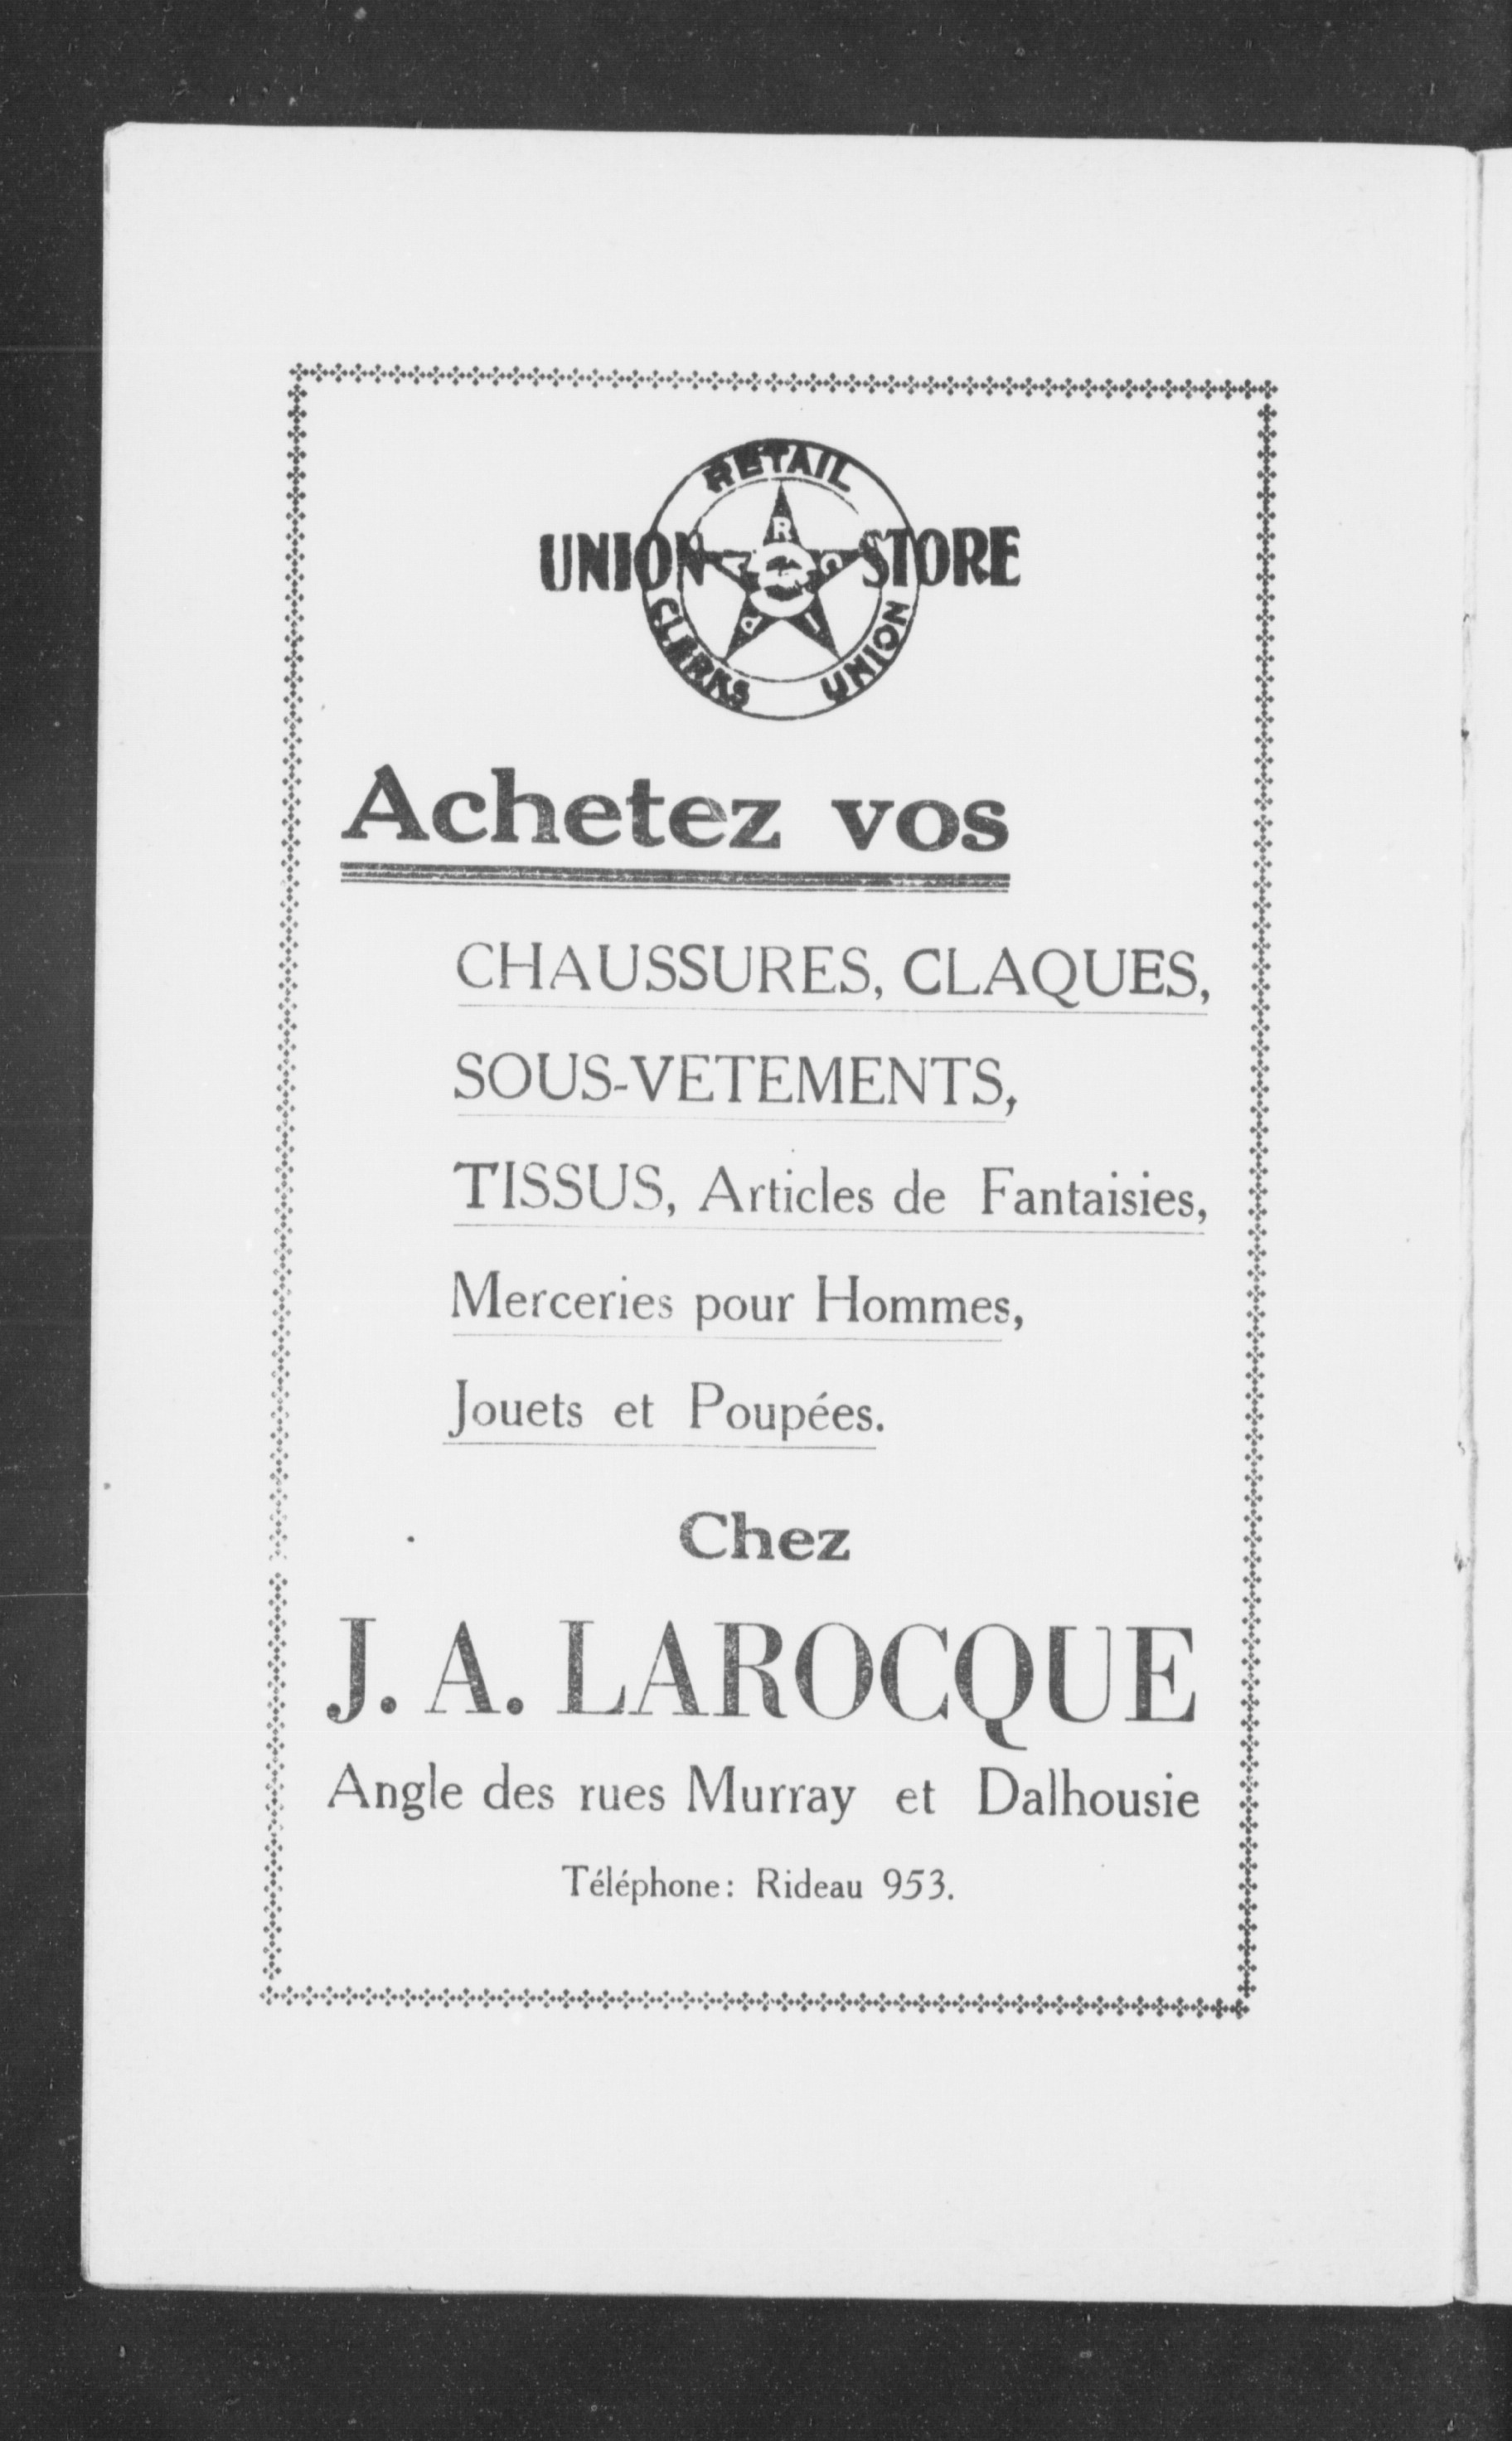 RETAIL
UNION STORE
CLERKS UNION
Achetez vos
CHAUSSURES, CLAQUES,
SOUS-VETEMENTS,
TISSUS, Articles de Fantaisies,
Merceries pour Hommes,
Jouets et Poupées.
Chez
J. A. LAROCQUE
Angle des rues Murray et Dalhousie
Téléphone: Rideau 953.